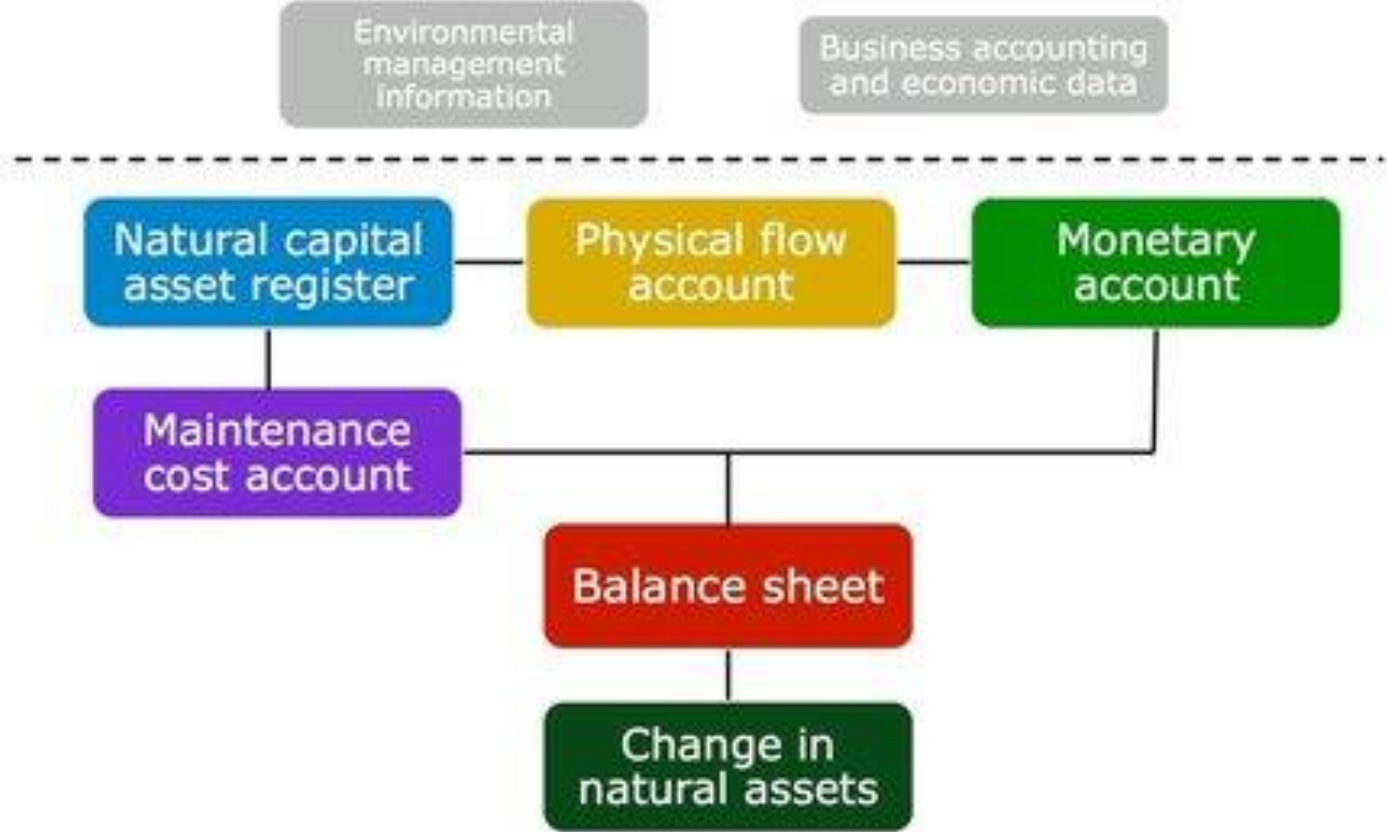 Environmental
management
information
Business accounting
and economic data
Natural capital
asset register
Physical flow
account
Monetary
account
Maintenance
cost account
Balance sheet
Change in
natural assets